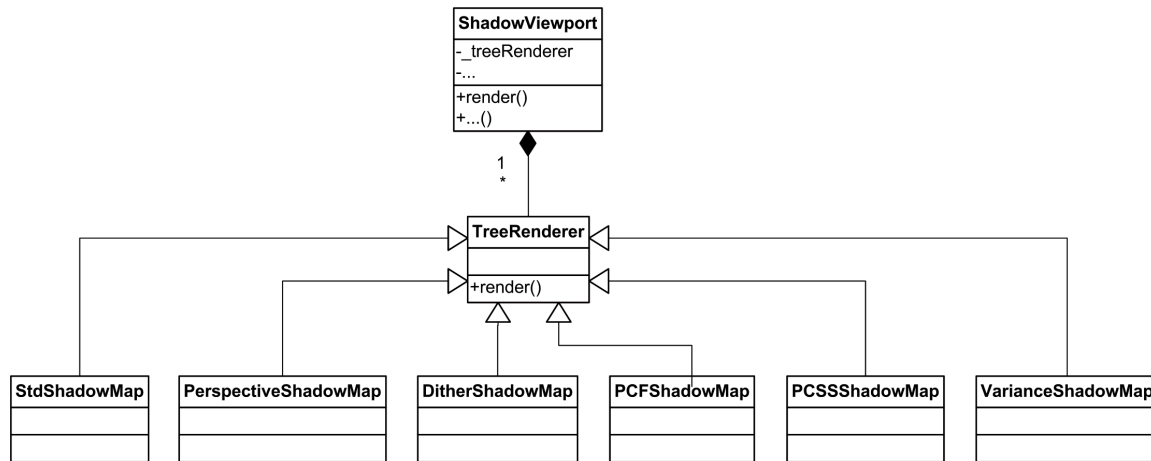 ShadowViewport
-_treeRenderer
-...
+render()
+...()
1
*
TreeRenderer
+render()
StdShadowMap
PerspectiveShadowMap
DitherShadowMap
PCFShadowMap
PCSSShadowMap
VarianceShadowMap